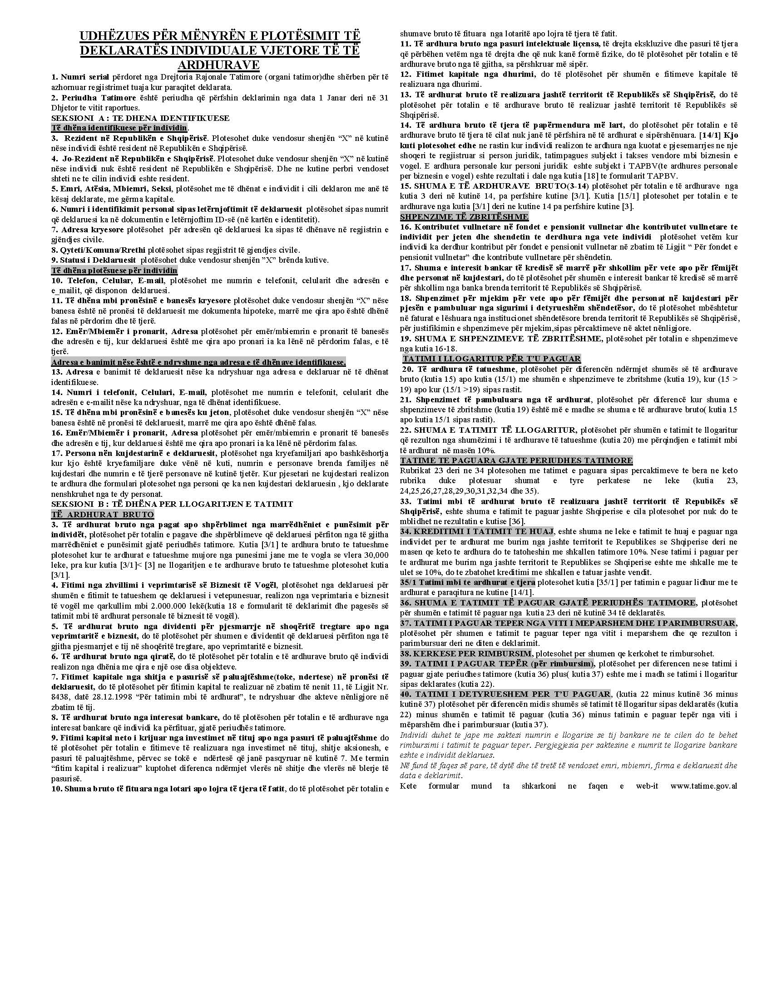 UDHËZUES PËR MËNYRËN E PLOTËSIMIT TË
DEKLARATËS INDIVIDUALE VJETORE TË TË
ARDHURAVE
1. Numri serial përdoret nga Drejtoria Rajonale Tatimore (organi tatimor)dhe shërben për të
azhornuar regjistrimet tuaja kur paraqitet deklarata.
2. Periudha Tatimore është periudha që përfshin deklarimin nga data 1 Janar deri në 31
Dhjetor te vitit raportues.
SEKSIONI A : TE DHENA IDENTIFIKUESE
Të dhëna identifikuese për individin.
3. Rezident në Republikën e Shqipërisë. Plotesohet duke vendosur shenjën “X” në kutinë
nëse individi është resident në Republikën e Shqipërisë.
4. Jo-Rezident në Republikën e Shqipërisë. Plotesohet duke vendosur shenjën “X” në kutinë
nëse individi nuk është resident në Republikën e Shqipërisë. Dhe ne kutine perbri vendoset
shteti ne te cilin individi eshte resident.
5. Emri, Atësia, Mbiemri, Seksi, plotësohet me të dhënat e individit i cili deklaron me anë të
kësaj deklarate, me gërma kapitale.
6. Numri i identifikimit personal sipas letërnjoftimit të deklaruesit plotësohet sipas numrit
që deklaruesi ka në dokumentin e letërnjoftim ID-së (në kartën e identitetit).
7. Adresa kryesore plotësohet për adresën që deklaruesi ka sipas të dhënave në regjistrin e
gjëndjes civile.
8. Qyteti/Komuna/Rrethi plotësohet sipas regjistrit të gjendjes civile.
9. Statusi i Deklaruesit plotësohet duke vendosur shenjën ”X” brënda kutive.
Të dhëna plotësuese për individin
10. Telefon, Celular, E-mail, plotësohet me numrin e telefonit, celularit dhe adresën e
e_mailit, që disponon deklaruesi.
11. Të dhëna mbi pronësinë e banesës kryesore plotësohet duke vendosur shenjën “X” nëse
banesa është në pronësi të deklaruesit me dokumenta hipoteke, marrë me qira apo është dhënë
falas në përdorim dhe të tjerë.
12. Emër/Mbiemër i pronarit, Adresa plotësohet për emër/mbiemrin e pronarit të banesës
dhe adresën e tij, kur deklaruesi është me qira apo pronari ia ka lënë në përdorim falas, e të
tjerë.
Adresa e banimit nëse është e ndryshme nga adresa e të dhënave identifikuese.
13. Adresa e banimit të deklaruesit nëse ka ndryshuar nga adresa e deklaruar në të dhënat
identifikuese.
14. Numri i telefonit, Celulari, E-mail, plotësohet me numrin e telefonit, celularit dhe
adresën e e-mailit nëse ka ndryshuar, nga të dhënat identifikuese.
15. Të dhëna mbi pronësinë e banesës ku jeton, plotësohet duke vendosur shenjën “X” nëse
banesa është në pronësi të deklaruesit, marrë me qira apo është dhënë falas.
16. Emër/Mbiemër i pronarit, Adresa plotësohet për emër/mbiemrin e pronarit të banesës
dhe adresën e tij, kur deklaruesi është me qira apo pronari ia ka lënë në përdorim falas.
17. Persona nën kujdestarinë e deklaruesit, plotësohet nga kryefamiljari apo bashkëshortja
kur kjo është kryefamiljare duke vënë në kuti, numrin e personave brenda familjes në
kujdestari dhe numrin e të tjerë personave në kutinë tjetër. Kur pjesetari ne kujdestari realizon
te ardhura dhe formulari plotesohet nga personi qe ka nen kujdestari deklaruesin , kjo deklarate
nenshkruhet nga te dy personat.
SEKSIONI B : TË DHËNA PER LLOGARITJEN E TATIMIT
TË ARDHURAT BRUTO
3. Të ardhurat bruto nga pagat apo shpërblimet nga marrëdhëniet e punësimit për
individët, plotësohet për totalin e pagave dhe shpërblimeve që deklaruesi përfiton nga të gjitha
marrëdhëniet e punësimit gjatë periudhës tatimore. Kutia [3/1] te ardhura bruto te tatueshme
plotesohet kur te ardhurat e tatueshme mujore nga punesimi jane me te vogla se vlera 30,000
leke, pra kur kutia [3/1]< [3] ne llogaritjen e te ardhurave bruto te tatueshme plotesohet kutia
[3/1].
4. Fitimi nga zhvillimi i veprimtarisë së Biznesit të Vogël, plotësohet nga deklaruesi për
shumën e fitimit te tatueshem qe deklaruesi i vetepunesuar, realizon nga veprimtaria e biznesit
të vogël me qarkullim mbi 2.000.000 lekë(kutia 18 e formularit të deklarimit dhe pagesës së
tatimit mbi të ardhurat personale të biznesit të vogël).
5. Të ardhurat bruto nga dividenti për pjesmarrje në shoqëritë tregtare apo nga
veprimtaritë e biznesit, do të plotësohet për shumen e dividentit që deklaruesi përfiton nga të
gjitha pjesmarrjet e tij në shoqëritë tregtare, apo veprimtaritë e biznesit.
6. Të ardhurat bruto nga qiratë, do të plotësohet për totalin e të ardhurave bruto që individi
realizon nga dhënia me qira e një ose disa objekteve.
7. Fitimet kapitale nga shitja e pasurisë së paluajtëshme(toke, ndertese) në pronësi të
deklaruesit, do të plotësohet për fitimin kapital te realizuar në zbatim të nenit 11, të Ligjit Nr.
8438, datë 28.12.1998 “Për tatimin mbi të ardhurat”, te ndryshuar dhe akteve nënligjore në
zbatim të tij.
8. Të ardhurat bruto nga interesat bankare, do të plotësohen për totalin e të ardhurave nga
interesat bankare që individi ka përfituar, gjatë periudhës tatimore.
9. Fitimi kapital neto i krijuar nga investimet në tituj apo nga pasuri të paluajtëshme do
të plotësohet për totalin e fitimeve të realizuara nga investimet në tituj, shitje aksionesh, e
pasuri të paluajtëshme, përvec se tokë e ndërtesë që janë pasqyruar në kutinë 7. Me termin
“fitim kapital i realizuar” kuptohet diferenca ndërmjet vlerës në shitje dhe vlerës në blerje të
pasurisë.
10. Shuma bruto të fituara nga lotari apo lojra të tjera të fatit, do të plotësohet për totalin e
shumave bruto të fituara nga lotaritë apo lojra të tjera të fatit.
11. Të ardhura bruto nga pasuri intelektuale liçensa, të drejta ekskluzive dhe pasuri të tjera
që përbëhen vetëm nga të drejta dhe që nuk kanë formë fizike, do të plotësohet për totalin e të
ardhurave bruto nga të gjitha, sa përshkruar më sipër.
12. Fitimet kapitale nga dhurimi, do të plotësohet për shumën e fitimeve kapitale të
realizuara nga dhurimi.
13. Të ardhurat bruto të realizuara jashtë territorit të Republikës së Shqipërisë, do të
plotësohet për totalin e të ardhurave bruto të realizuar jashtë territorit të Republikës së
Shqipërisë.
14. Të ardhura bruto të tjera të papërmendura më lart, do plotësohet për totalin e të
ardhurave bruto të tjera të cilat nuk janë të përfshira në të ardhurat e sipërshënuara. [14/1] Kjo
kuti plotesohet edhe ne rastin kur individi realizon te ardhura nga kuotat e pjesemarrjes ne nje
shoqeri te regjistruar si person juridik, tatimpagues subjekt i takses vendore mbi biznesin e
vogel. E ardhura personale kur personi juridik eshte subjekt i TAPBV(te ardhures personale
per biznesin e vogel) eshte rezultati i dale nga kutia [18] te formularit TAPBV.
15. SHUMA E TË ARDHURAVE BRUTO(3-14) plotësohet për totalin e të ardhurave nga
kutia 3 deri në kutinë 14, pa perfshire kutine [3/1]. Kutia [15/1] plotesohet per totalin e te
ardhurave nga kutia [3/1] deri ne kutine 14 pa perfshire kutine [3].
SHPENZIME TË ZBRITËSHME
16. Kontributet vullnetare në fondet e pensionit vullnetar dhe kontributet vullnetare te
individit per jeten dhe shendetin te derdhura nga vete individi plotësohet vetëm kur
individi ka derdhur kontribut për fondet e pensionit vullnetar në zbatim të Ligjit “ Për fondet e
pensionit vullnetar” dhe kontribute vullnetare për shëndetin.
17. Shuma e interesit bankar të kredisë së marrë për shkollim për vete apo për fëmijët
dhe personat në kujdestari, do të plotësohet për shumën e interesit bankar të kredisë së marrë
për shkollim nga banka brenda territorit të Republikës së Shqipërisë.
18. Shpenzimet për mjekim për vete apo për fëmijët dhe personat në kujdestari për
pjesën e pambuluar nga sigurimi i detyrueshëm shëndetësor, do të plotësohet mbështetur
në faturat e lëshuara nga institucionet shëndetësore brenda territorit të Republikës së Shqipërisë,
për justifikimin e shpenzimeve për mjekim,sipas përcaktimeve në aktet nënligjore.
19. SHUMA E SHPENZIMEVE TË ZBRITËSHME, plotësohet për totalin e shpenzimeve
nga kutia 16-18.
TATIMI I LLOGARITUR PËR T’U PAGUAR
20. Të ardhura të tatueshme, plotësohet për diferencën ndërmjet shumës së të ardhurave
bruto (kutia 15) apo kutia (15/1) me shumën e shpenzimeve te zbritshme (kutia 19), kur (15 >
19) apo kur (15/1 >19) sipas rastit.
21. Shpenzimet të pambuluara nga të ardhurat, plotësohet për diferencë kur shuma e
shpenzimeve të zbritshme (kutia 19) është më e madhe se shuma e të ardhurave bruto( kutia 15
apo kutia 15/1 sipas rastit).
22. SHUMA E TATIMIT TË LLOGARITUR, plotësohet për shumën e tatimit te llogaritur
që rezulton nga shumëzimi i të ardhurave të tatueshme (kutia 20) me përqindjen e tatimit mbi
të ardhurat në masën 10%.
TATIME TE PAGUARA GJATE PERIUDHES TATIMORE
Rubrikat 23 deri ne 34 plotesohen me tatimet e paguara sipas percaktimeve te bera ne keto
rubrika duke plotesuar shumat e tyre perkatese ne leke (kutia 23,
24,25,26,27,28,29,30,31,32,34 dhe 35).
33. Tatimi mbi të ardhurat bruto të realizuara jashtë territorit të Repubikës së
Shqipërisë, eshte shuma e tatimit te paguar jashte Shqiperise e cila plotesohet por nuk do te
mblidhet ne rezultatin e kutise [36].
34. KREDITIMI I TATIMIT TE HUAJ, eshte shuma ne leke e tatimit te huaj e paguar nga
individet per te ardhurat me burim nga jashte territorit te Republikes se Shqiperise deri ne
masen qe keto te ardhura do te tatoheshin me shkallen tatimore 10%. Nese tatimi i paguar per
te ardhurat me burim nga jashte territorit te Republikes se Shqiperise eshte me shkalle me te
ulet se 10%, do te zbatohet kreditimi me shkallen e tatuar jashte vendit.
35/1 Tatimi mbi te ardhurat e tjera plotesohet kutia [35/1] per tatimin e paguar lidhur me te
ardhurat e paraqitura ne kutine [14/1].
36. SHUMA E TATIMIT TË PAGUAR GJATË PERIUDHËS TATIMORE, plotësohet
për shumën e tatimit të paguar nga kutia 23 deri në kutinë 34 të deklaratës.
37. TATIMI I PAGUAR TEPER NGA VITI I MEPARSHEM DHE I PARIMBURSUAR,
plotësohet për shumen e tatimit te paguar teper nga vitit i meparshem dhe qe rezulton i
parimbursuar deri ne diten e deklarimit.
38. KERKESE PER RIMBURSIM, plotesohet per shumen qe kerkohet te rimbursohet.
39. TATIMI I PAGUAR TEPËR (për rimbursim), plotësohet per diferencen nese tatimi i
paguar gjate periudhes tatimore (kutia 36) plus( kutia 37) eshte me i madh se tatimi i llogaritur
sipas deklarates (kutia 22).
40. TATIMI I DETYRUESHEM PER T’U PAGUAR, (kutia 22 minus kutinë 36 minus
kutinë 37) plotësohet për diferencën midis shumës së tatimit të llogaritur sipas deklaratës (kutia
22) minus shumën e tatimit të paguar (kutia 36) minus tatimin e paguar tepër nga viti i
mëparshëm dhe i parimbursuar (kutia 37).
Individi duhet te jape me saktesi numrin e llogarise se tij bankare ne te cilen do te behet
rimbursimi i tatimit te paguar teper. Pergjegjesia per saktesine e numrit te llogarise bankare
eshte e individit deklarues.
Në fund të faqes së pare, të dytë dhe të tretë të vendoset emri, mbiemri, firma e deklaruesit dhe
data e deklarimit.
Kete formular mund ta shkarkoni ne faqen e web-it www.tatime.gov.al